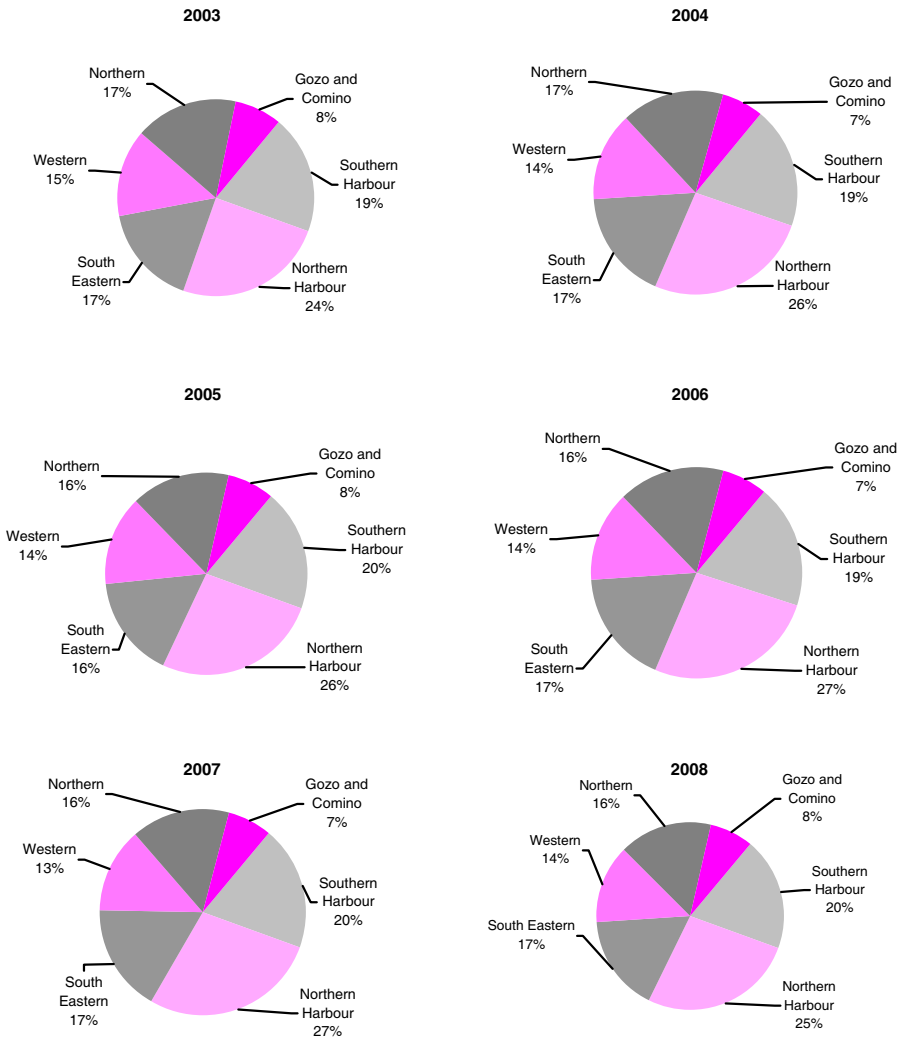 2003
Northern
17%
Gozo and
Comino
8%
Western
15%
Southern
Harbour
19%
South
Eastern
17%
Northern
Harbour
24%
2004
Northern
17%
Gozo and
Comino
7%
Western
14%
Southern
Harbour
19%
South
Eastern
17%
Northern
Harbour
26%
2005
Northern
16%
Gozo and
Comino
8%
Western
14%
Southern
Harbour
20%
South
Eastern
16%
Northern
Harbour
26%
2006
Northern
16%
Gozo and
Comino
7%
Western
14%
Southern
Harbour
19%
South
Eastern
17%
Northern
Harbour
27%
2007
Northern
16%
Gozo and
Comino
7%
Western
13%
Southern
Harbour
20%
South
Eastern
17%
Northern
Harbour
27%
2008
Northern
16%
Gozo and
Comino
8%
Western
14%
Southern
Harbour
20%
South Eastern
17%
Northern
Harbour
25%